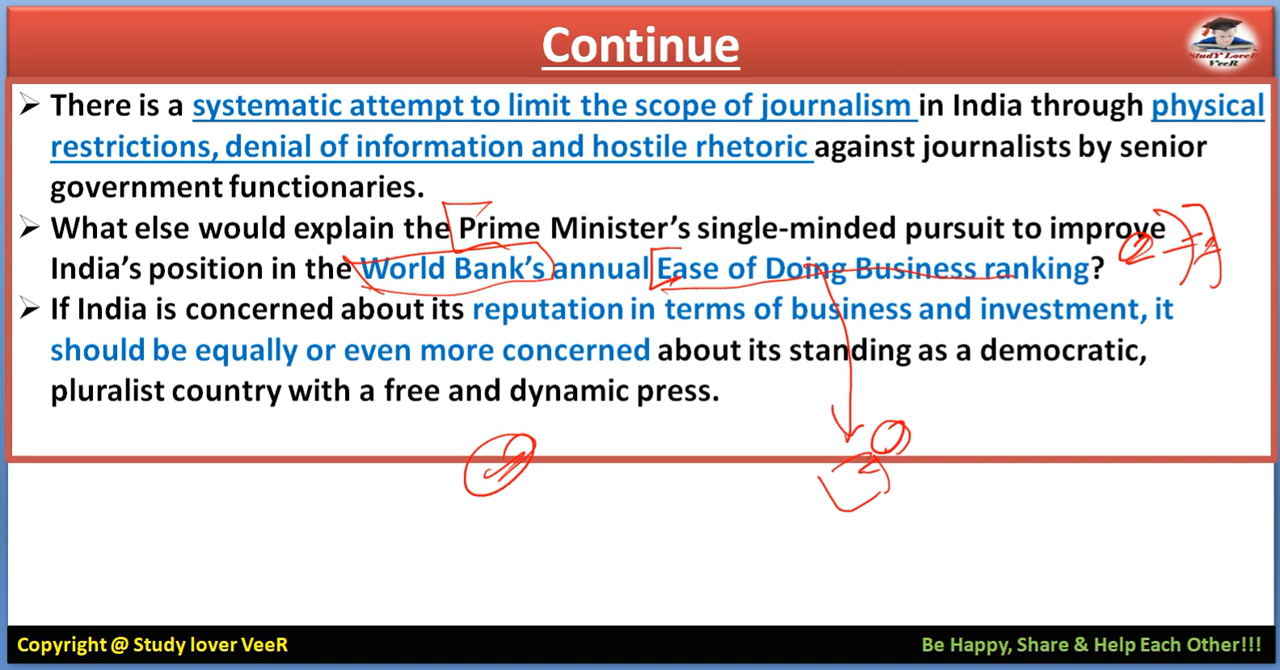 Continue
StudY LoveR
VeeR
➢ There is a systematic attempt to limit the scope of journalism in India through physical
restrictions, denial of information and hostile rhetoric against journalists by senior
government functionaries.
➢ What else would explain the Prime Minister’s single-minded pursuit to improve
India’s position in the World Bank’s annual Ease of Doing Business ranking?
➢ If India is concerned about its reputation in terms of business and investment, it
should be equally or even more concerned about its standing as a democratic,
pluralist country with a free and dynamic press.
Copyright @ Study lover VeeR
Be Happy, Share & Help Each Other!!!